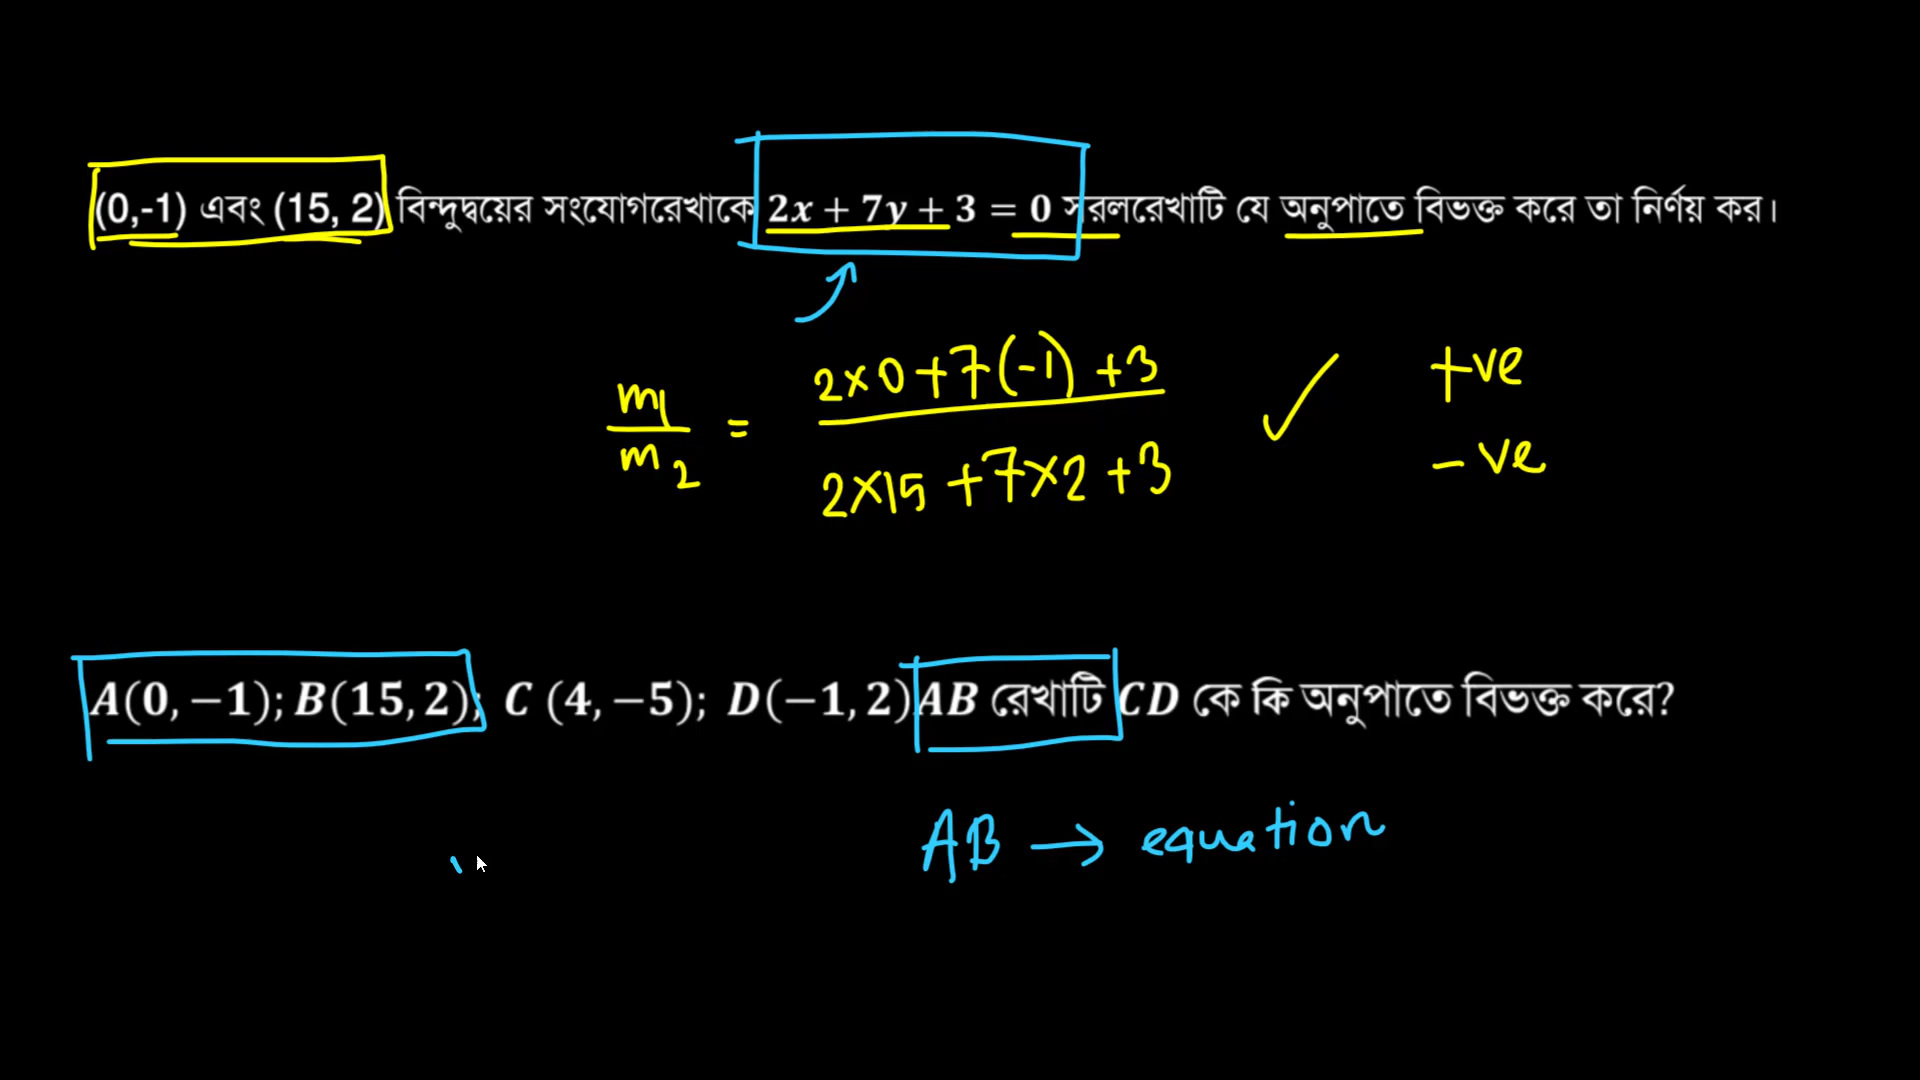 (0,-1) এবং (15, 2) বিন্দুদ্বয়ের সংযোগরেখাকে 2x + 7y + 3 = 0 সরলরেখাটি যে অনুপাতে বিভক্ত করে তা নির্ণয় কর।
m1/m2 = 2×0+7(-1)+3 / 2×15+7×2+3 ✓
+ve
-ve
A(0, −1); B(15, 2); C (4, −5); D(−1, 2) AB রেখাটি CD কে কি অনুপাতে বিভক্ত করে?
AB → equation